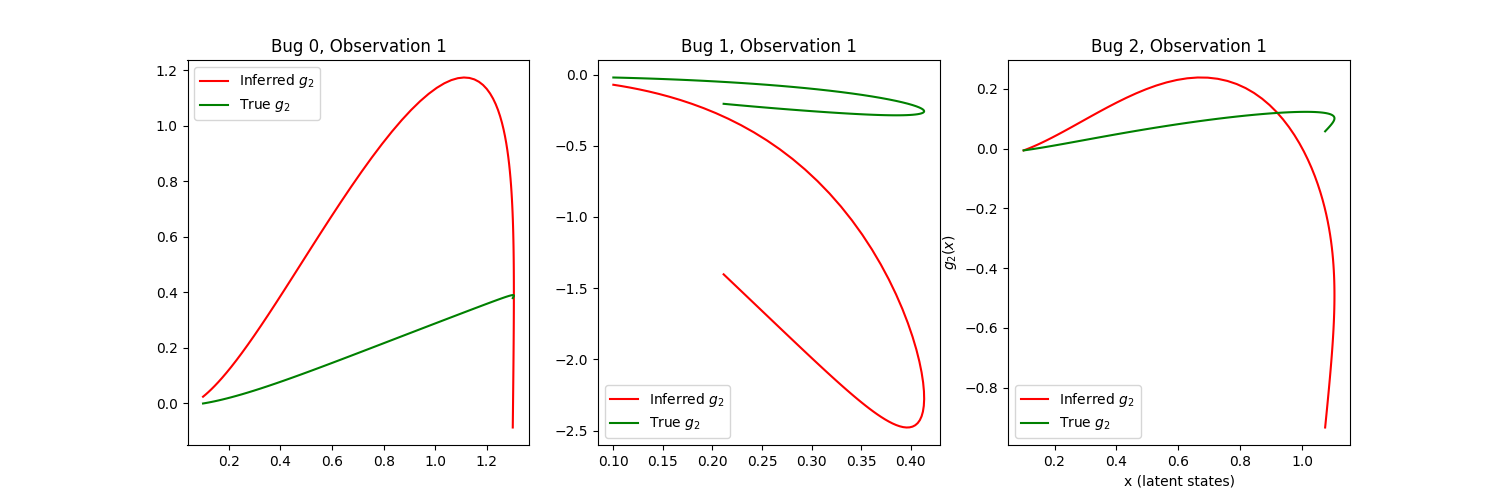 Bug 0, Observation 1
Inferred g₂
True g₂
1.2
1.0
0.8
0.6
0.4
0.2
0.0
0.2 0.4 0.6 0.8 1.0 1.2
Bug 1, Observation 1
0.0
−0.5
−1.0
−1.5
−2.0
−2.5
Inferred g₂
True g₂
0.10 0.15 0.20 0.25 0.30 0.35 0.40
Bug 2, Observation 1
g₂(x)
0.2
0.0
−0.2
−0.4
−0.6
−0.8
Inferred g₂
True g₂
0.2 0.4 0.6 0.8 1.0
x (latent states)